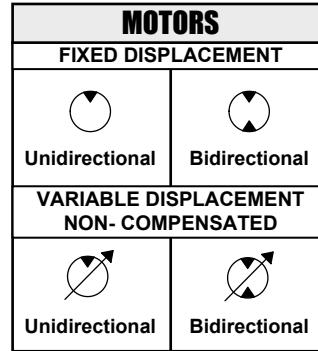 MOTORS
FIXED DISPLACEMENT
Unidirectional
Bidirectional
VARIABLE DISPLACEMENT
NON- COMPENSATED
Unidirectional
Bidirectional